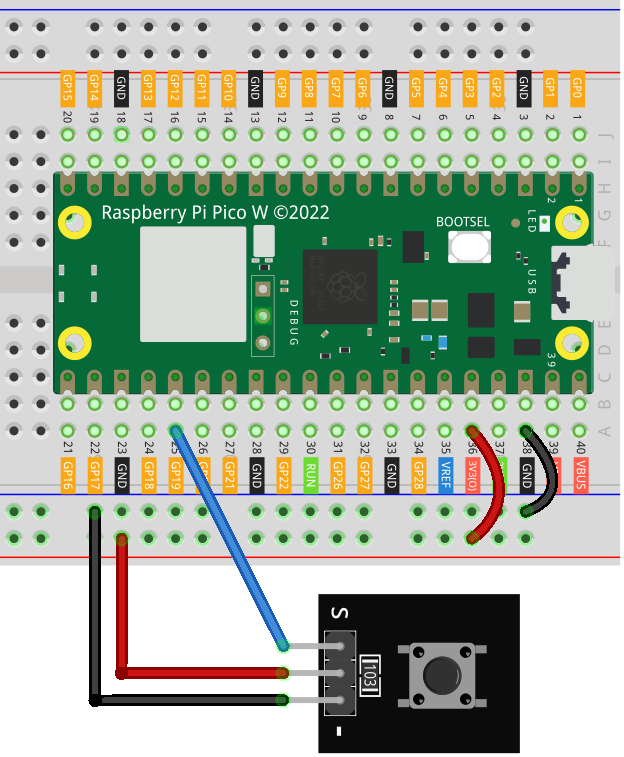 GP15 GP14 GND GP13 GP12 GP11 GP10 GND GP9 GP8 GP7 GP6 GND GP5 GP4 GP3 GP2 GND GP1 GP0
20 19 18 17 16 15 14 13 12 11 10 9 8 7 6 5 4 3 2 1
J
I
H
2 1
Raspberry Pi Pico W ©2022
BOOTSEL
LED
G
F
USB
DEBUG
E
D
39
C
B
A
21 22 23 24 25 26 27 28 29 30 31 32 33 34 35 36 37 38 39 40
GP16 GP17 GND GP18 GP19 GP21 GND GP22 RUN GP26 GP27 GND GP28 VREF 3V3(O) GND VBUS
S
103
-